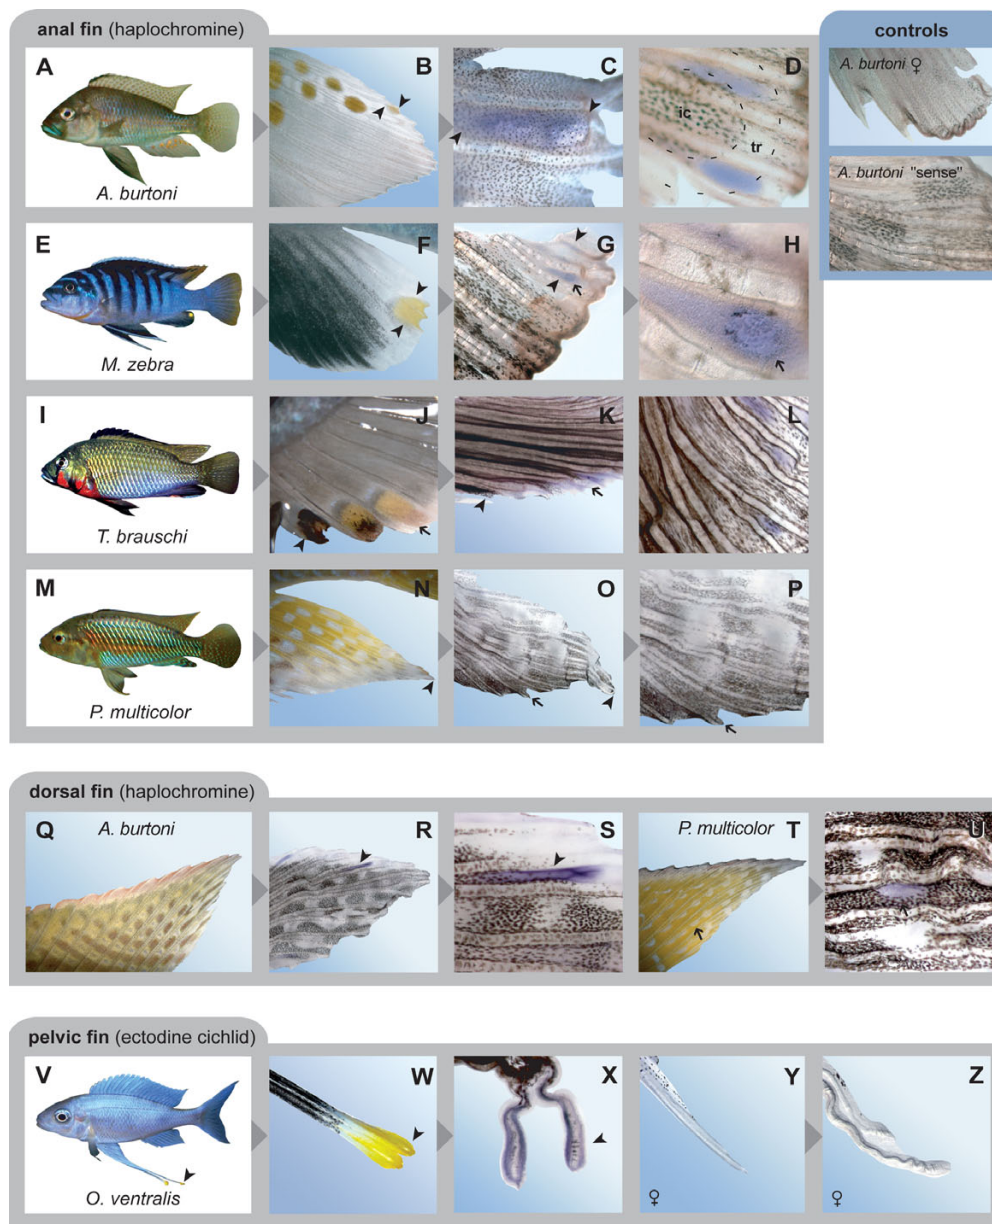 anal fin (haplochromine)
controls
A
B
C
D
ic
tr
A. burtoni
A. burtoni ♀
A. burtoni "sense"
E
F
G
H
M. zebra
I
J
K
L
T. brauschi
M
N
O
P
P. multicolor
dorsal fin (haplochromine)
Q
A. burtoni
R
S
P. multicolor
T
U
pelvic fin (ectodine cichlid)
V
W
X
Y
Z
O. ventralis
♀
♀